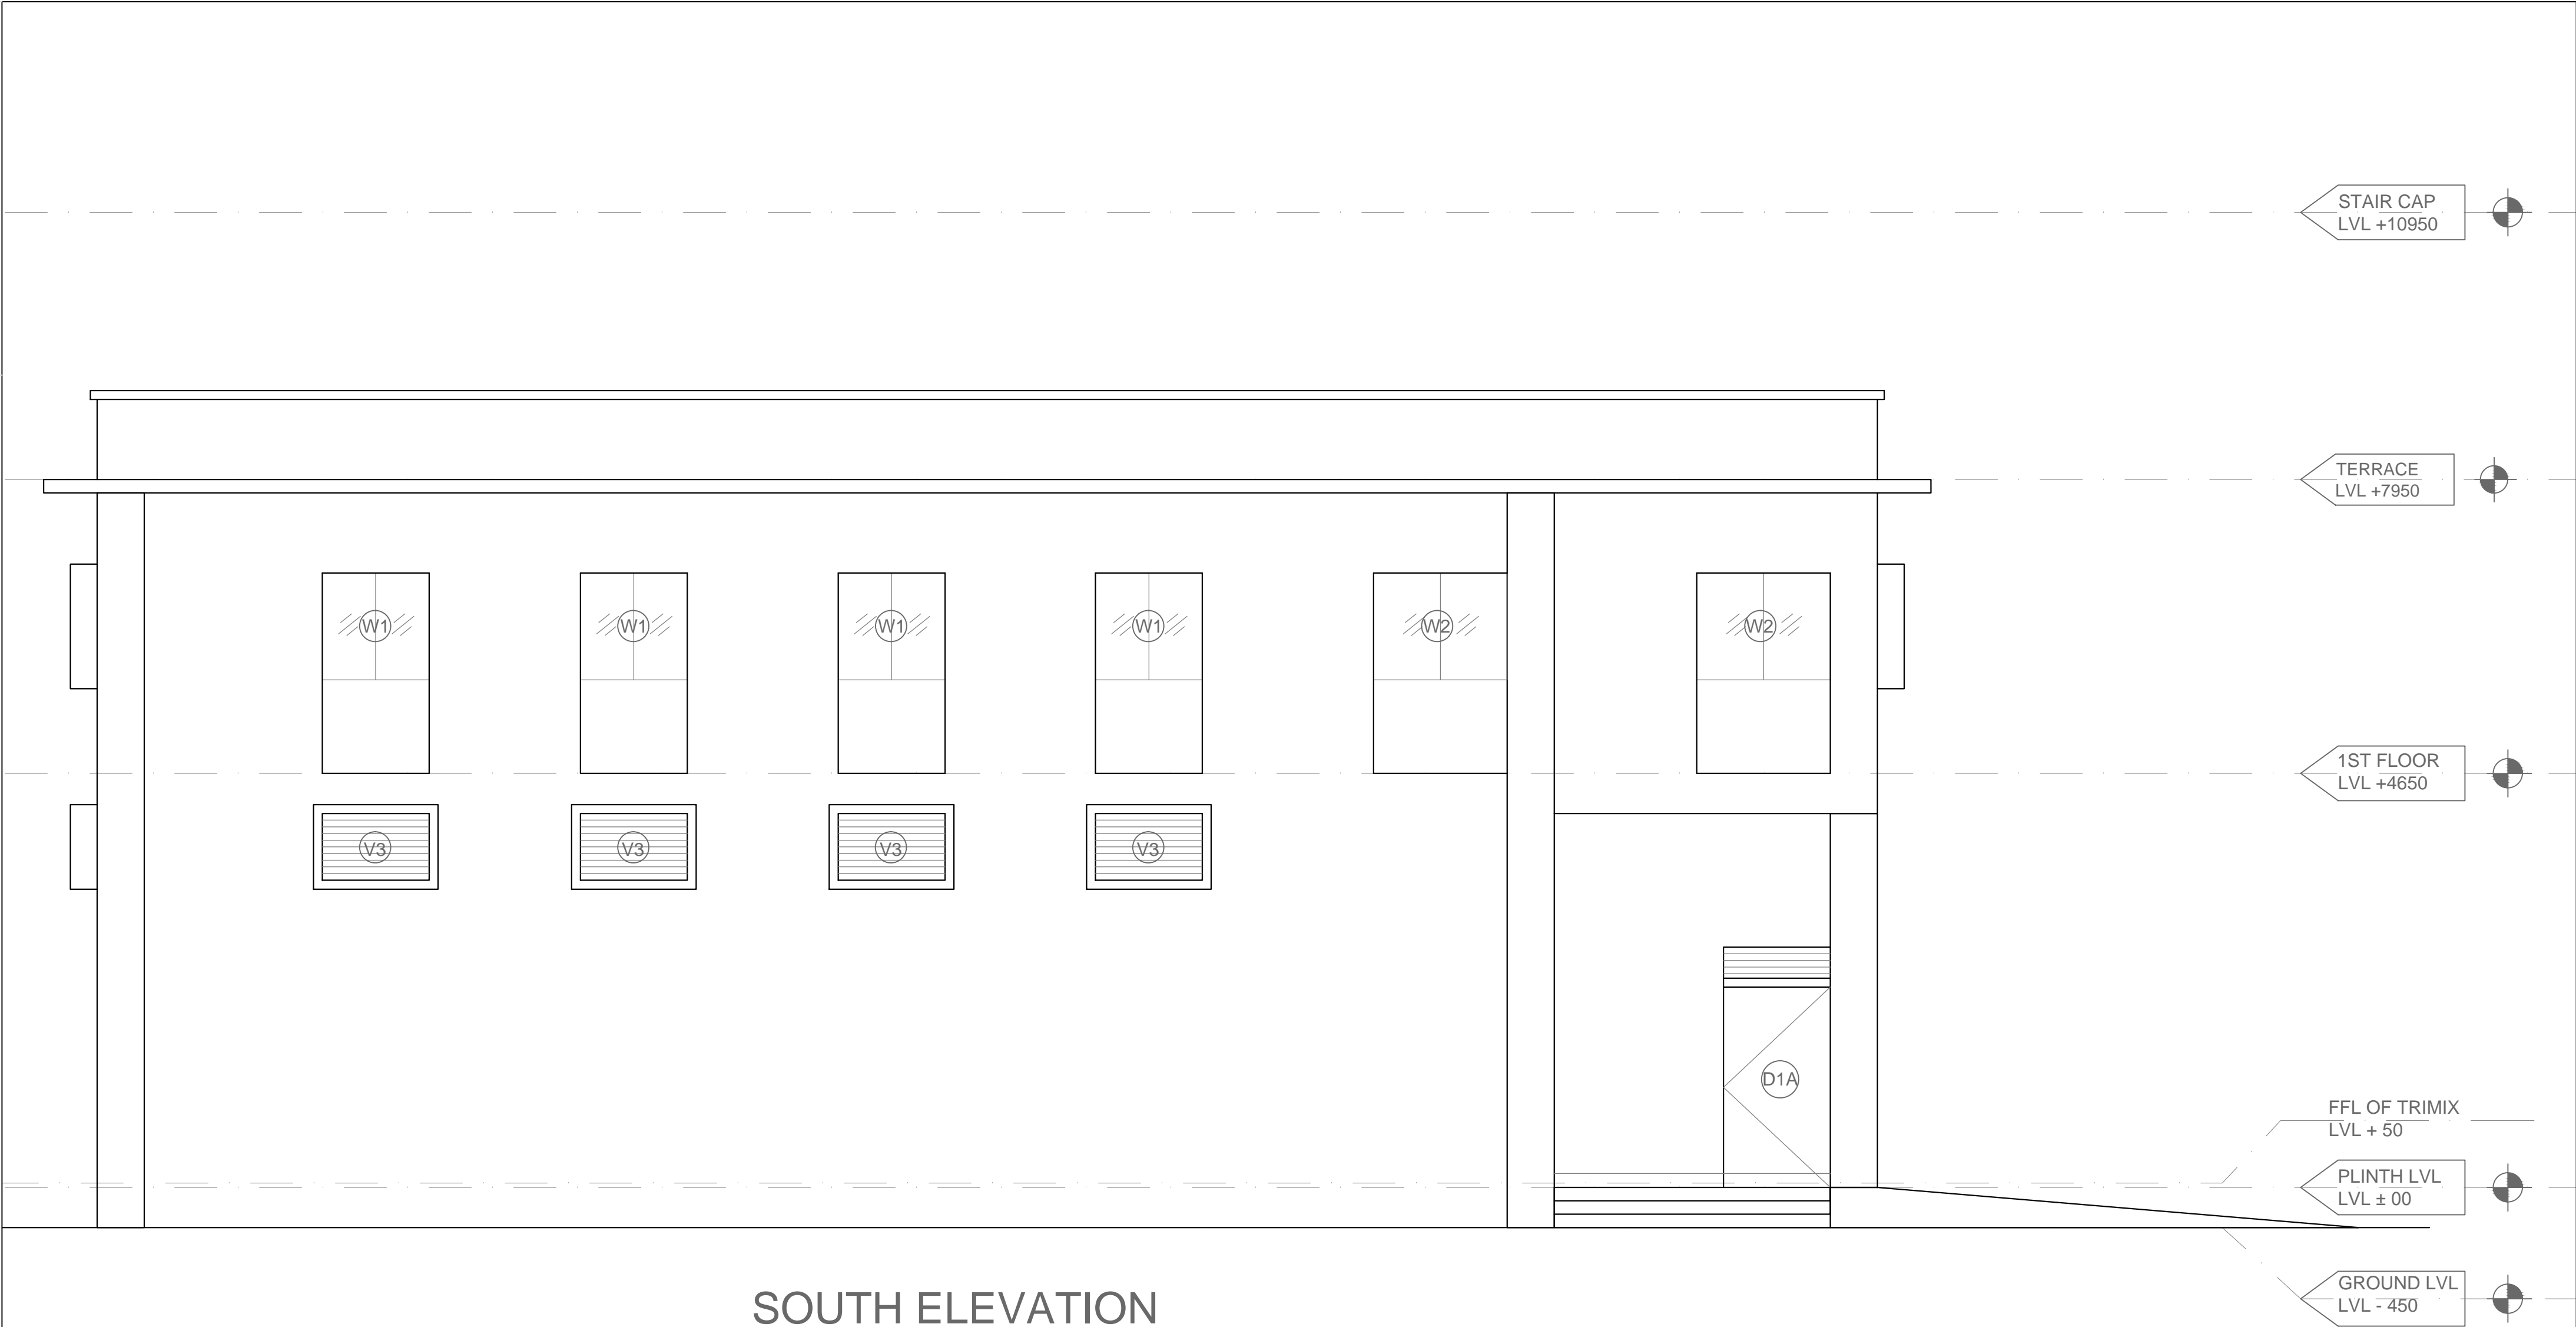 STAIR CAP
LVL +10950
TERRACE
LVL +7950
W1
W1
W1
W1
W2
W2
1ST FLOOR
LVL +4650
V3
V3
V3
V3
D1A
FFL OF TRIMIX
LVL + 50
PLINTH LVL
LVL ± 00
GROUND LVL
LVL - 450
SOUTH ELEVATION